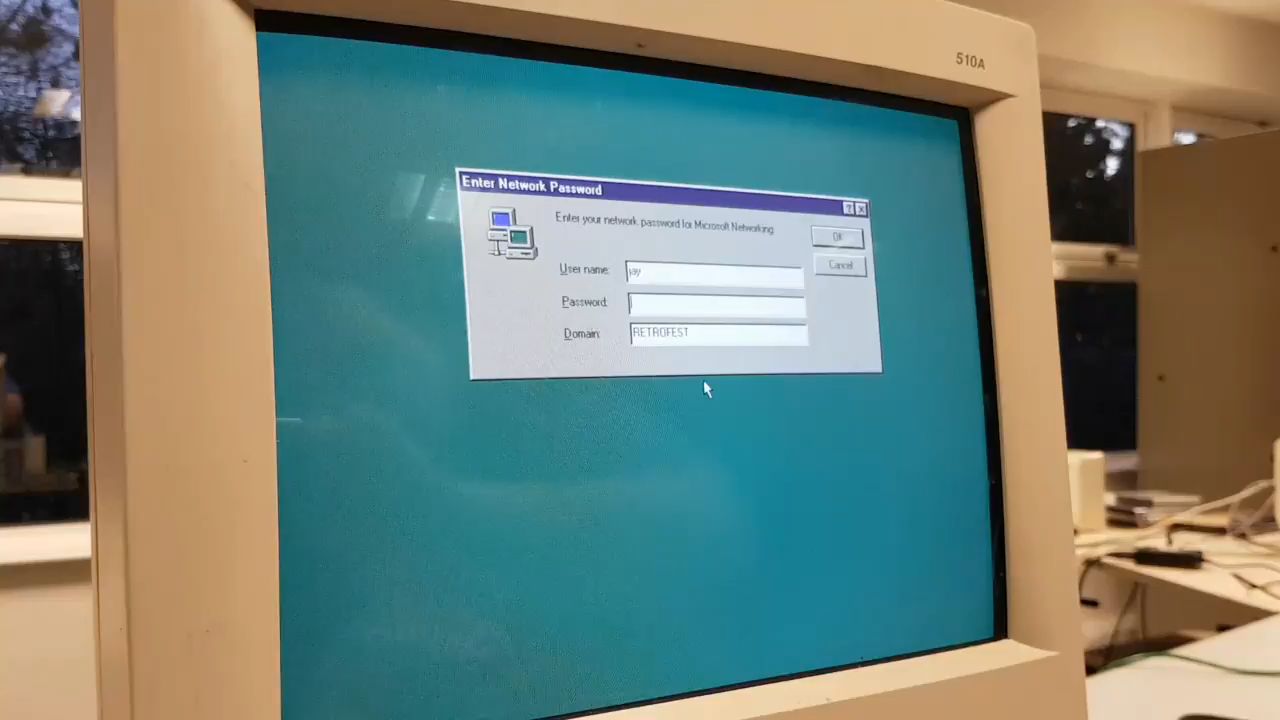 510A
Enter Network Password
Enter your network password for Microsoft Networking.
OK
User name: jay
Cancel
Password:
Domain: RETROFEST